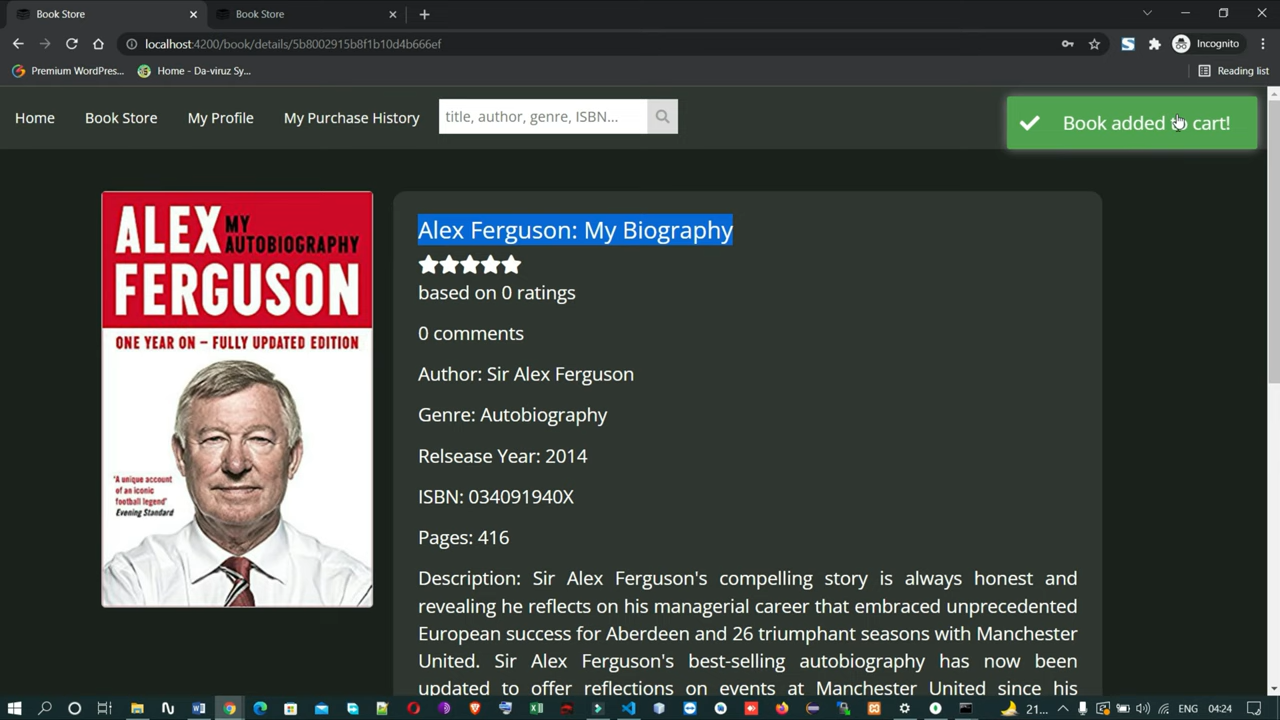 Book Store
Book Store
localhost:4200/book/details/5b8002915b8f1b10d4b666ef
Incognito
Premium WordPress...
Home - Da-viruz Sy...
Reading list
Home
Book Store
My Profile
My Purchase History
title, author, genre, ISBN...
Book added to cart!
ALEX
MY
AUTOBIOGRAPHY
FERGUSON
ONE YEAR ON – FULLY UPDATED EDITION
'A unique account
of an iconic
football legend'
Evening Standard
Alex Ferguson: My Biography
based on 0 ratings
0 comments
Author: Sir Alex Ferguson
Genre: Autobiography
Relsease Year: 2014
ISBN: 034091940X
Pages: 416
Description: Sir Alex Ferguson's compelling story is always honest and
revealing he reflects on his managerial career that embraced unprecedented
European success for Aberdeen and 26 triumphant seasons with Manchester
United. Sir Alex Ferguson's best-selling autobiography has now been
updated to offer reflections on events at Manchester United since his
21...
ENG
04:24